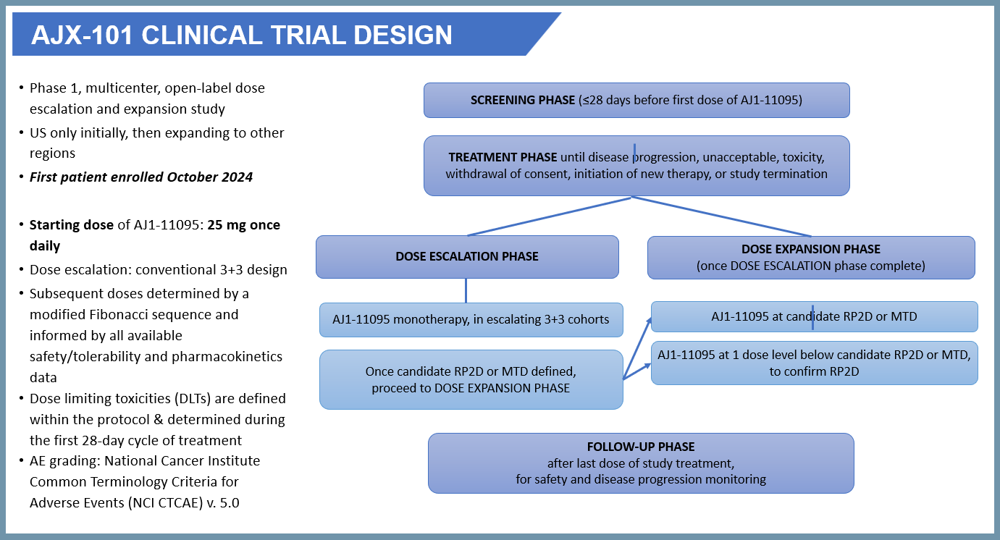 AJX-101 CLINICAL TRIAL DESIGN
• Phase 1, multicenter, open-label dose
escalation and expansion study
• US only initially, then expanding to other
regions
• First patient enrolled October 2024
• Starting dose of AJ1-11095: 25 mg once
daily
• Dose escalation: conventional 3+3 design
• Subsequent doses determined by a
modified Fibonacci sequence and
informed by all available
safety/tolerability and pharmacokinetics
data
• Dose limiting toxicities (DLTs) are defined
within the protocol & determined during
the first 28-day cycle of treatment
• AE grading: National Cancer Institute
Common Terminology Criteria for
Adverse Events (NCI CTCAE) v. 5.0
SCREENING PHASE (≤28 days before first dose of AJ1-11095)
TREATMENT PHASE until disease progression, unacceptable, toxicity,
withdrawal of consent, initiation of new therapy, or study termination
DOSE ESCALATION PHASE
AJ1-11095 monotherapy, in escalating 3+3 cohorts
Once candidate RP2D or MTD defined,
proceed to DOSE EXPANSION PHASE
DOSE EXPANSION PHASE
(once DOSE ESCALATION phase complete)
AJ1-11095 at candidate RP2D or MTD
AJ1-11095 at 1 dose level below candidate RP2D or MTD,
to confirm RP2D
FOLLOW-UP PHASE
after last dose of study treatment,
for safety and disease progression monitoring